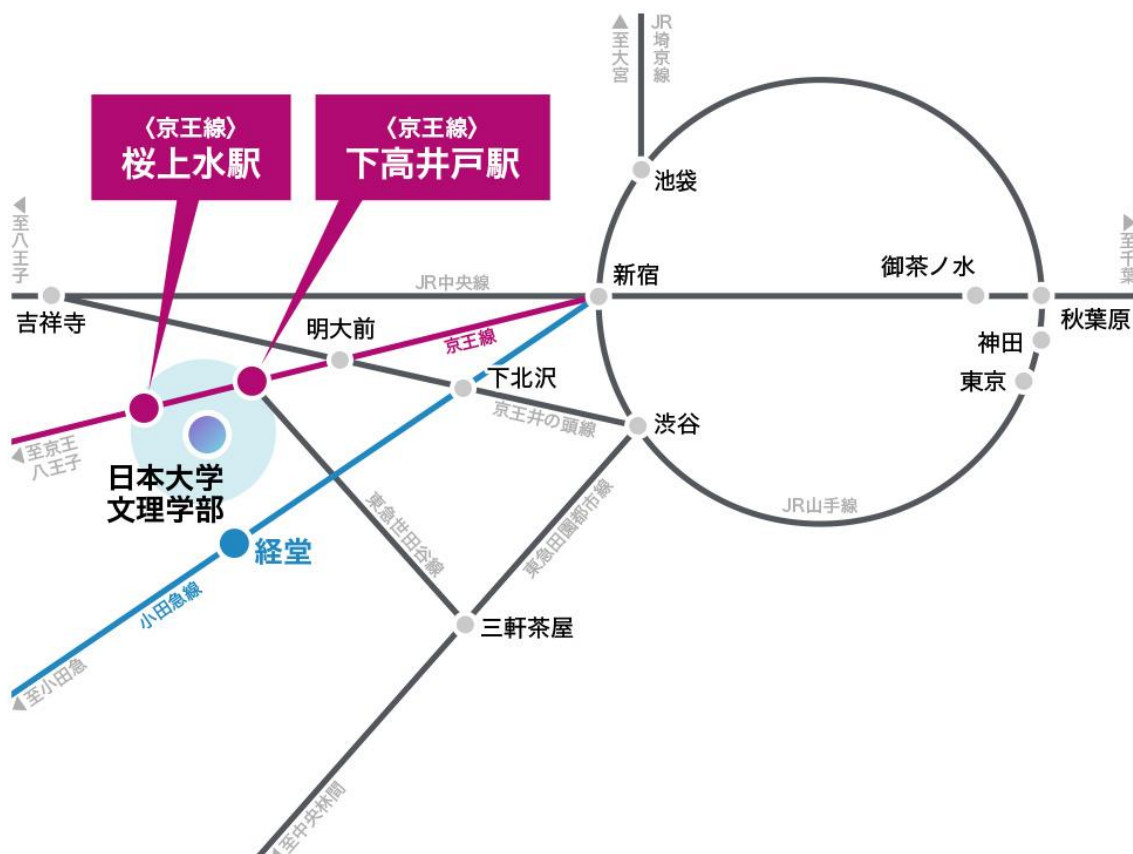 ▲至大宮
JR埼京線
〈京王線〉
桜上水駅
〈京王線〉
下高井戸駅
池袋
◀至八王子
▶至千葉
JR中央線
新宿
御茶ノ水
秋葉原
吉祥寺
明大前
京王線
神田
下北沢
東京
京王井の頭線
渋谷
◀至京王
八王子
日本大学
文理学部
東急世田谷線
東急田園都市線
JR山手線
経堂
小田急線
三軒茶屋
◀至小田急
◀至中央林間